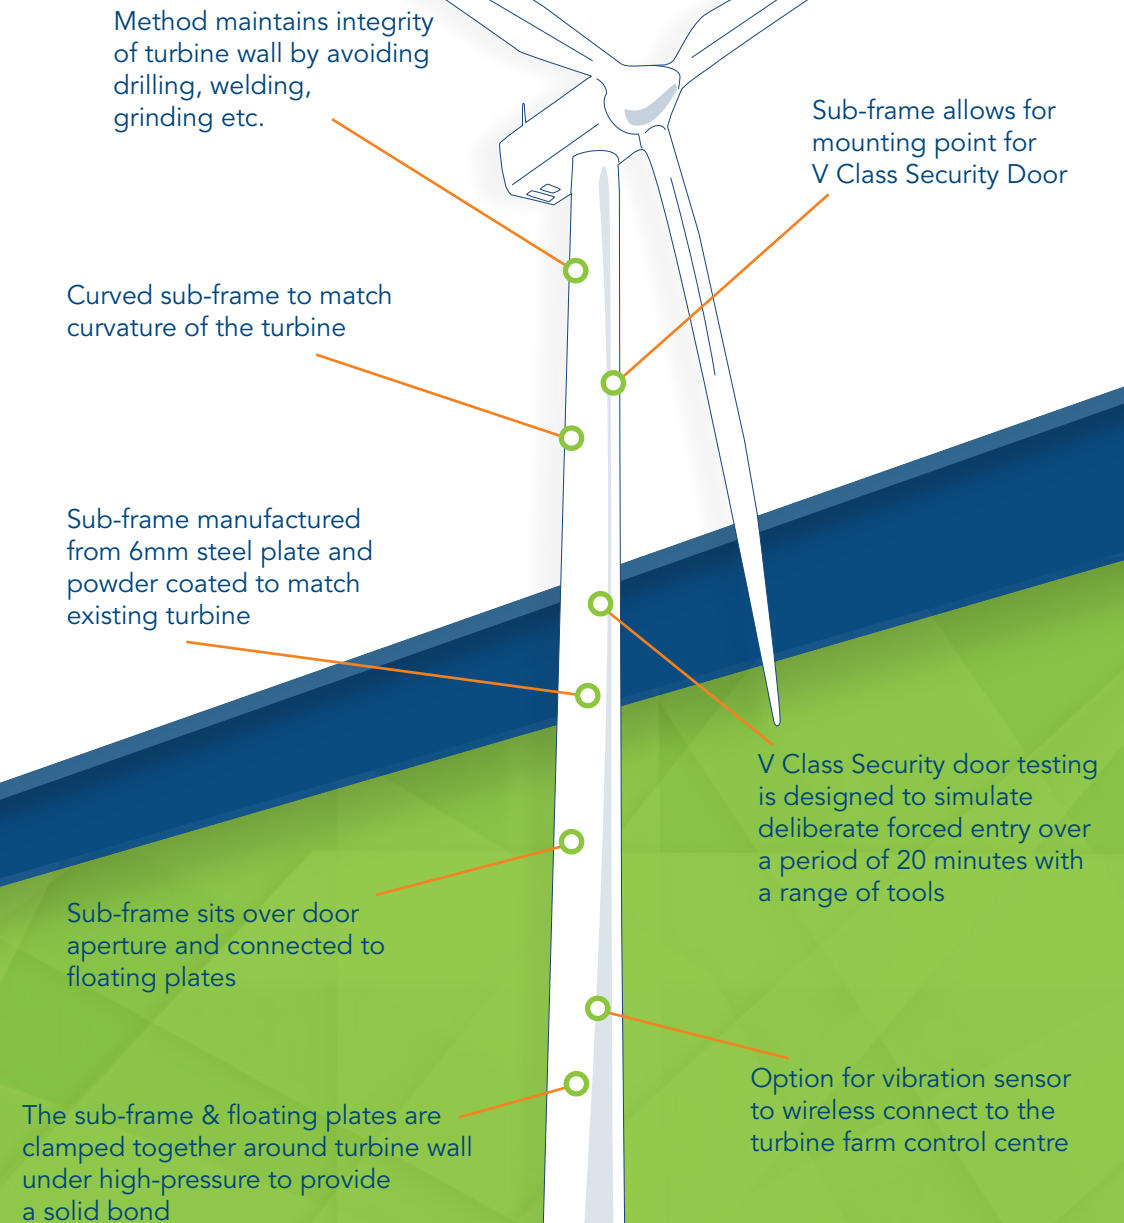 Method maintains integrity
of turbine wall by avoiding
drilling, welding,
grinding etc.
Sub-frame allows for
mounting point for
V Class Security Door
Curved sub-frame to match
curvature of the turbine
Sub-frame manufactured
from 6mm steel plate and
powder coated to match
existing turbine
V Class Security door testing
is designed to simulate
deliberate forced entry over
a period of 20 minutes with
a range of tools
Sub-frame sits over door
aperture and connected to
floating plates
Option for vibration sensor
to wireless connect to the
turbine farm control centre
The sub-frame & floating plates are
clamped together around turbine wall
under high-pressure to provide
a solid bond